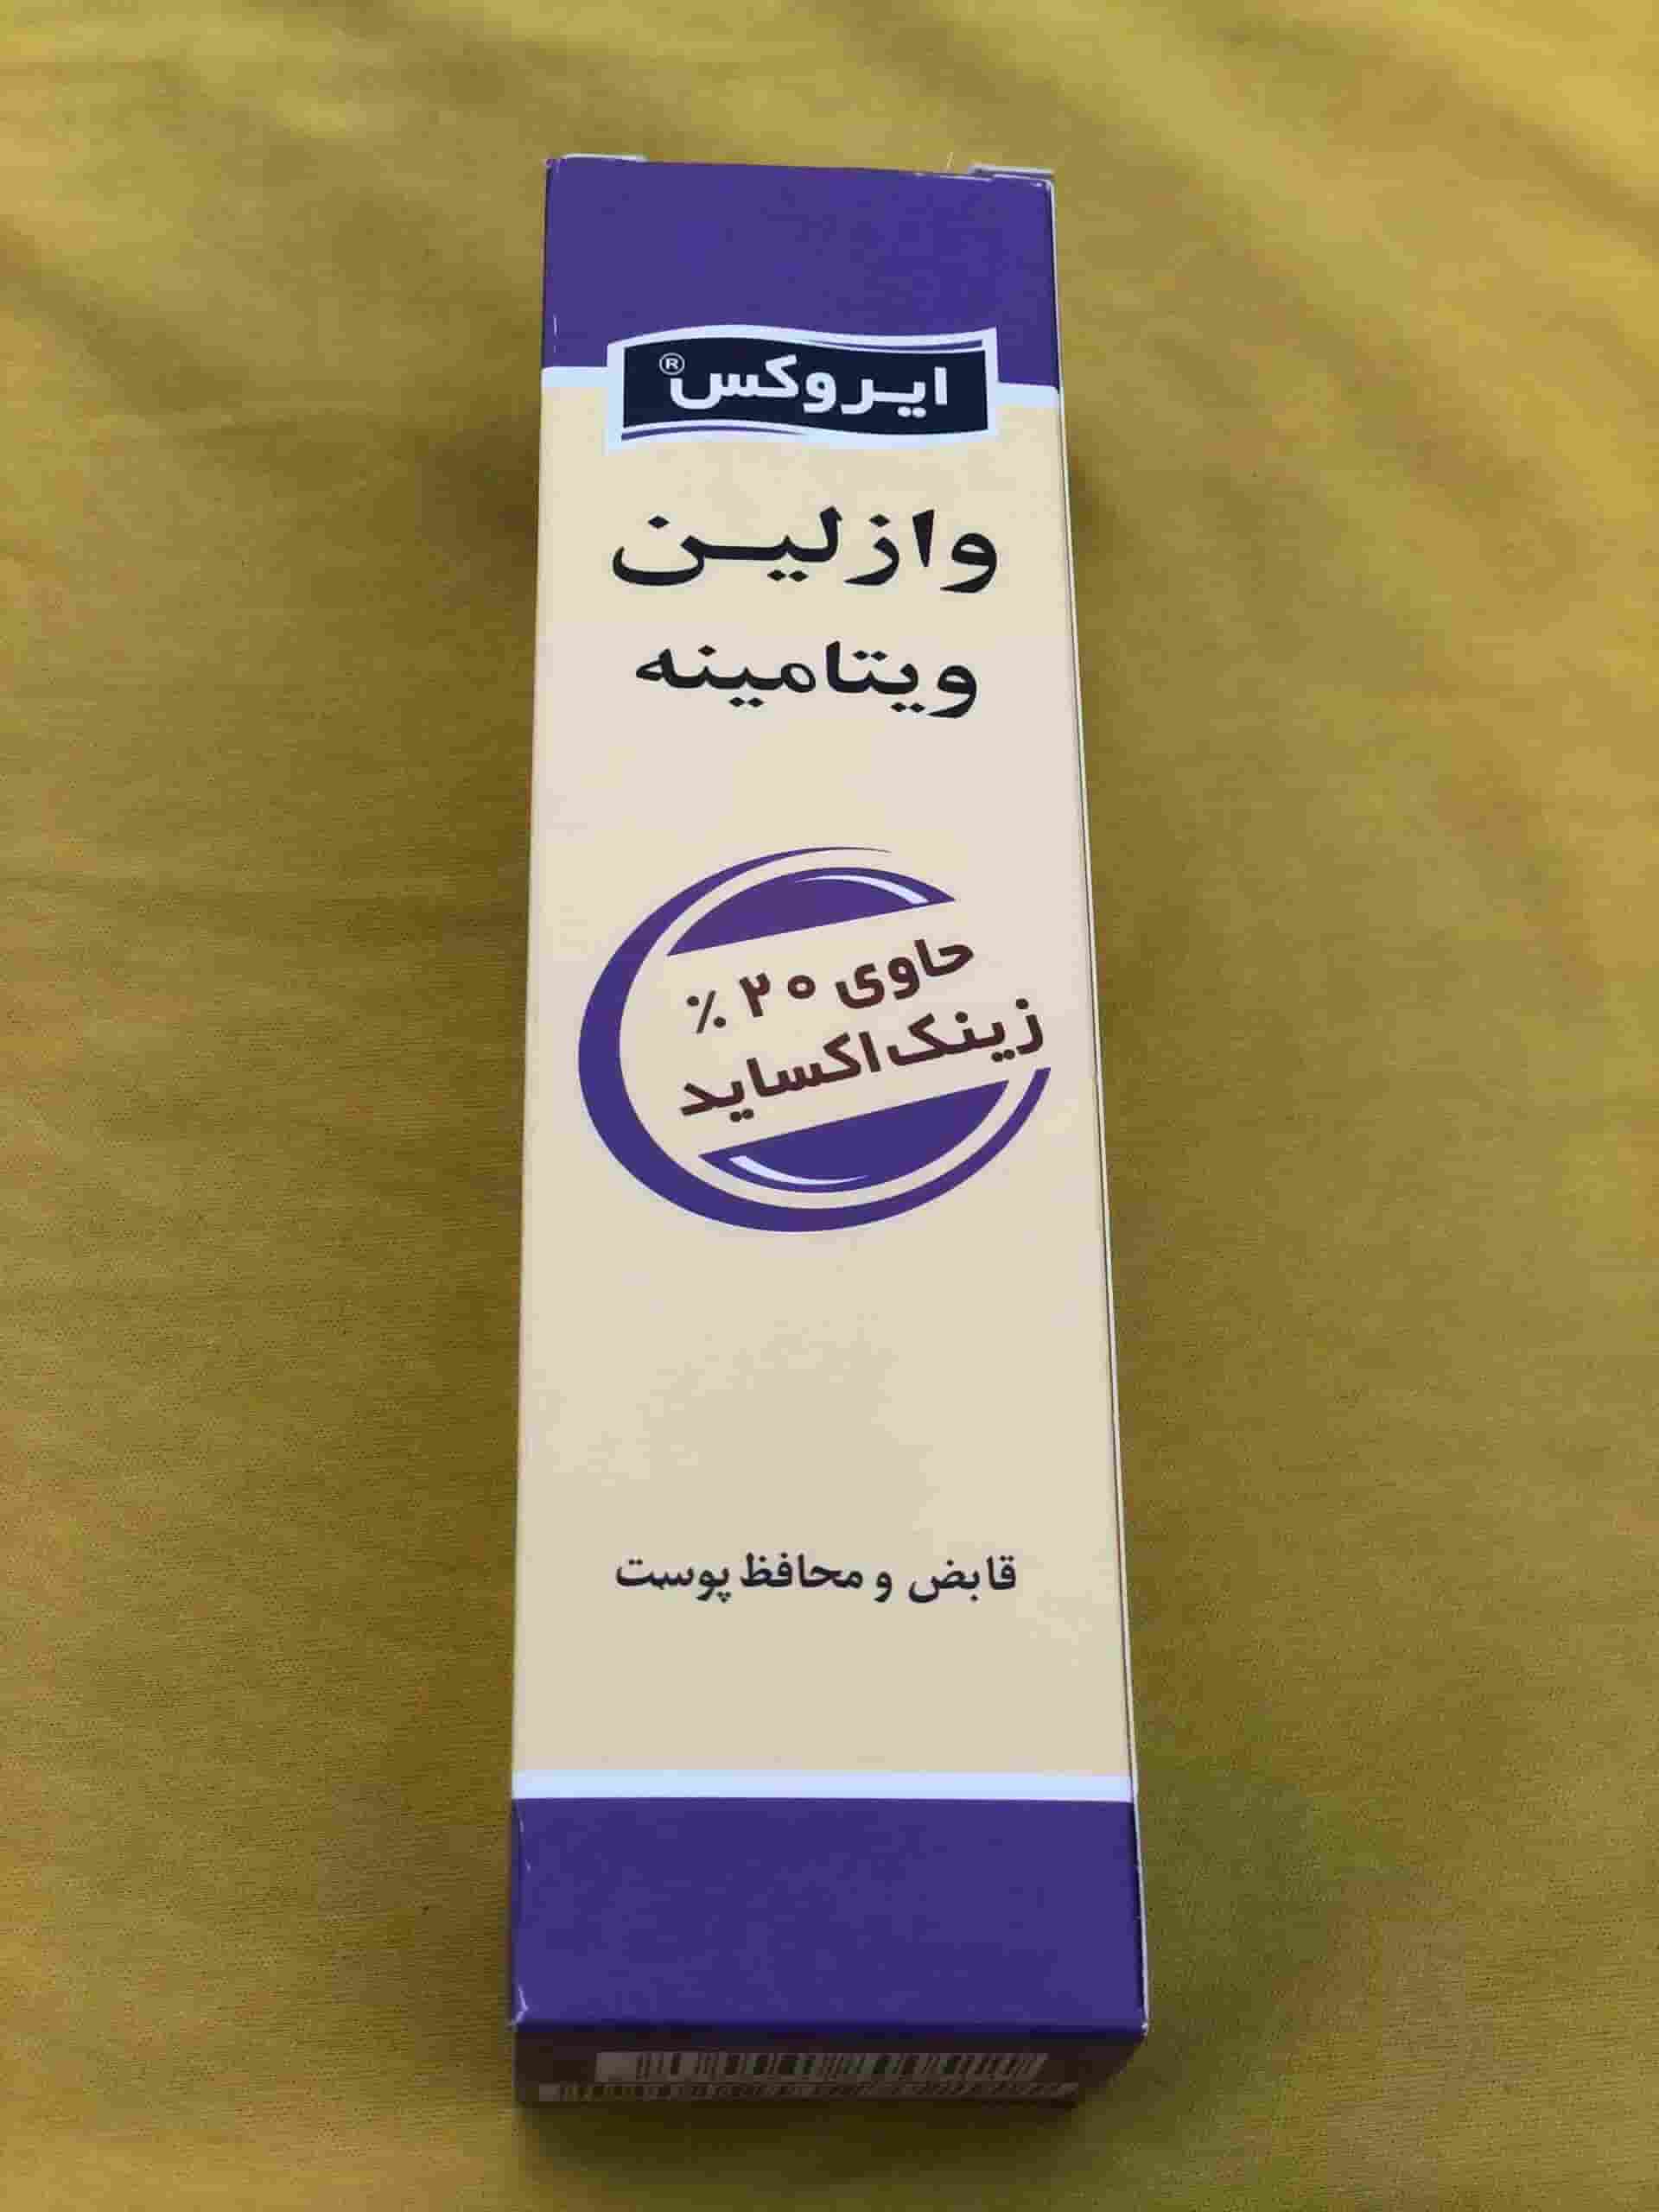 ایروکس®
وازلین
ویتامینه
حاوی ۲۰ ٪
زینک اکساید
قابض و محافظ پوست